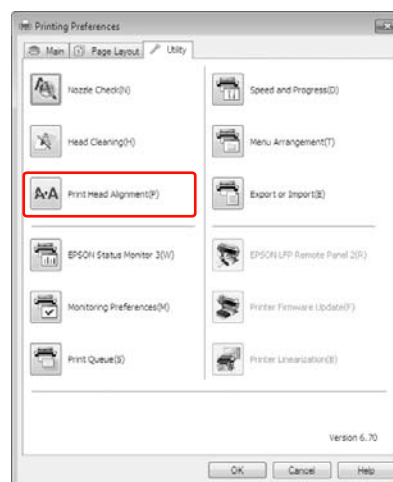 Printing Preferences
Main
Page Layout
Utility
Nozzle Check(N)
Speed and Progress(D)
Head Cleaning(H)
Menu Arrangement(T)
A·A
Print Head Alignment(P)
Export or Import(E)
EPSON Status Monitor 3(W)
EPSON LFP Remote Panel 2(R)
Monitoring Preferences(M)
Printer Firmware Update(F)
Print Queue(S)
Printer Linearization(B)
Version 6.70
OK
Cancel
Help